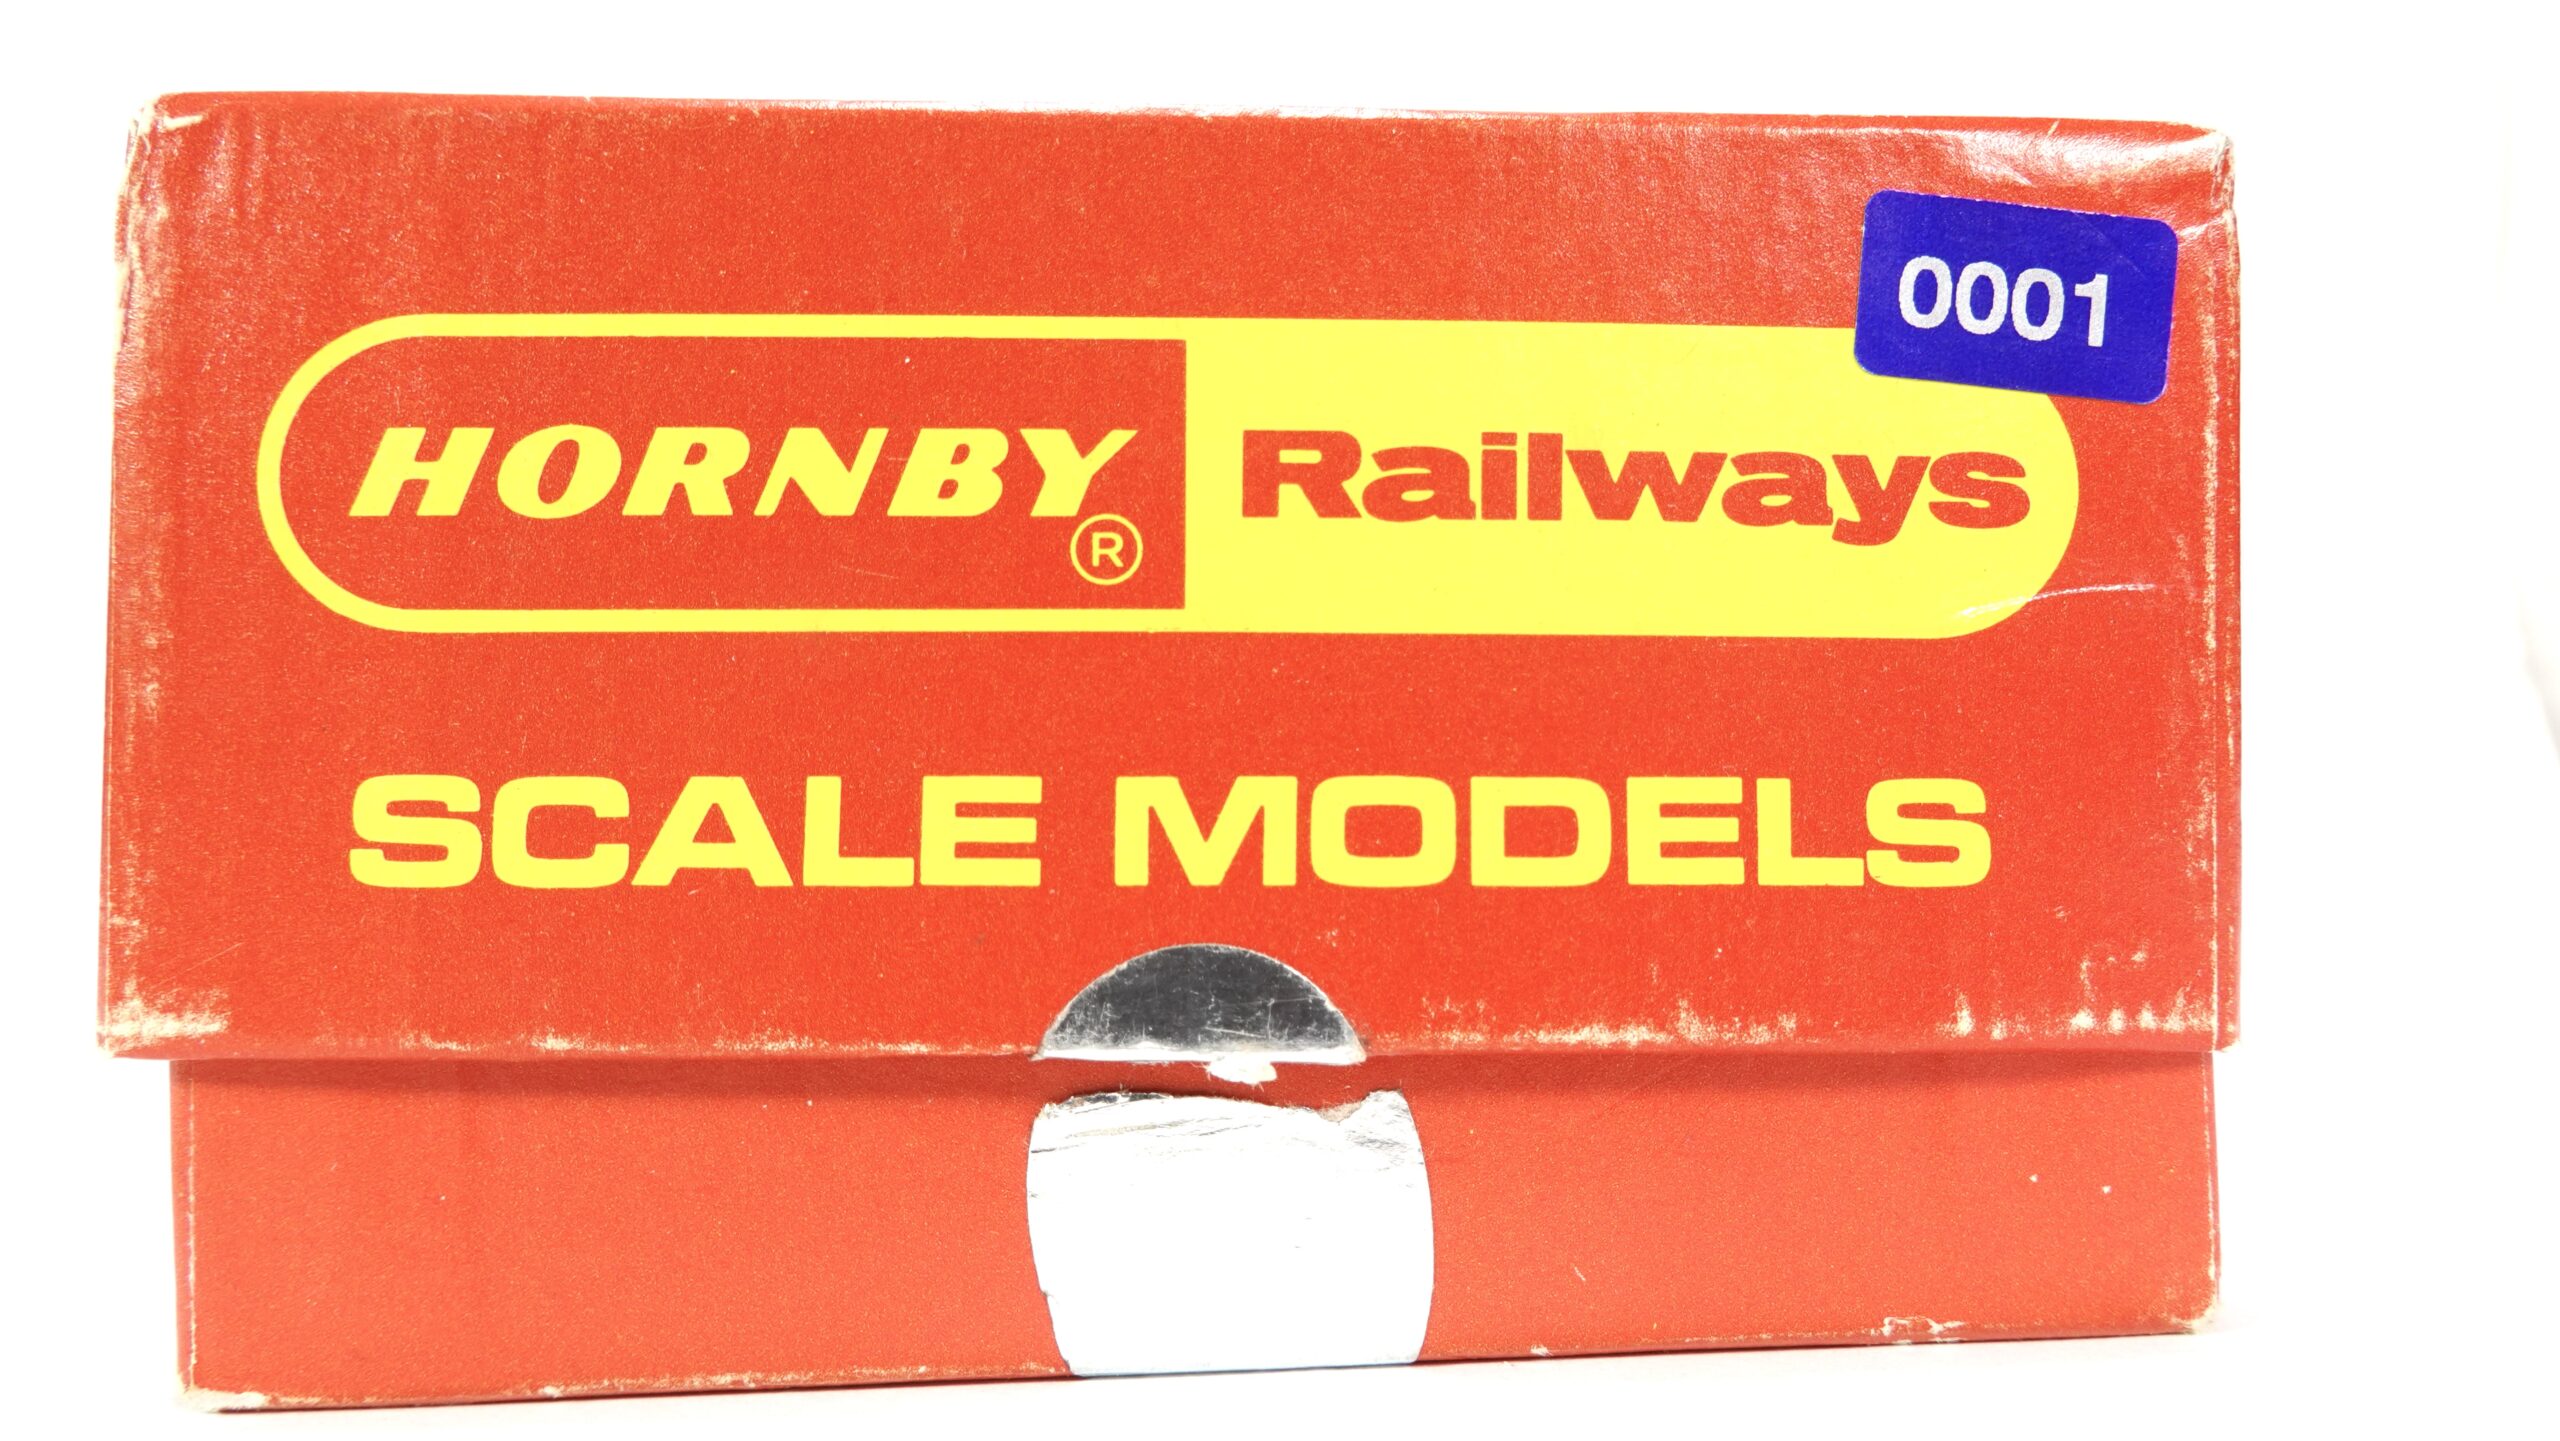 0001
HORNBY® Railways
SCALE MODELS